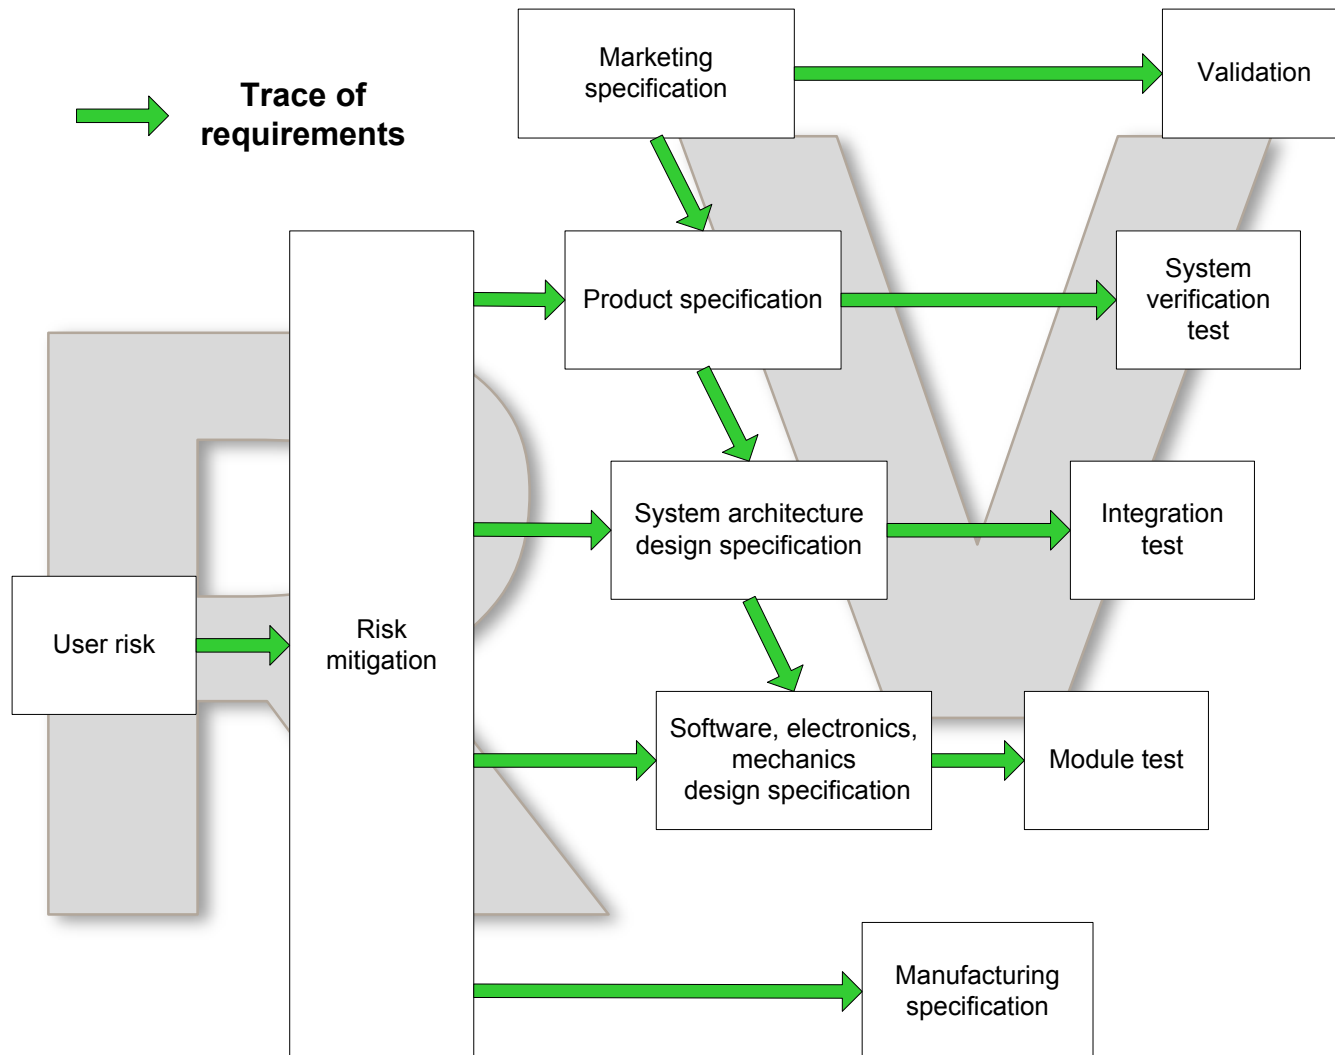 Marketing
specification
Validation
Trace of
requirements
Product specification
System
verification
test
System architecture
design specification
Integration
test
User risk
Risk
mitigation
Software, electronics,
mechanics
design specification
Module test
Manufacturing
specification